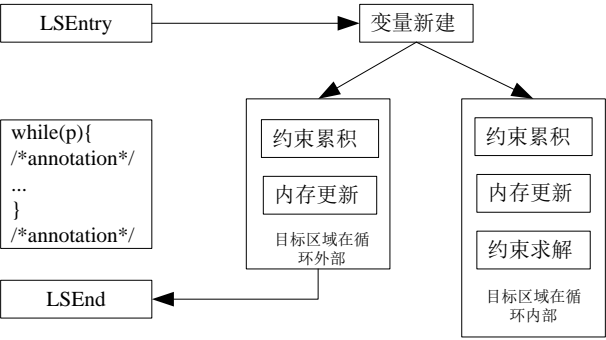 LSEntry
变量新建
while(p){
/*annotation*/
...
}
/*annotation*/
LSEnd
约束累积
内存更新
目标区域在循
环外部
约束累积
内存更新
约束求解
目标区域在循
环内部